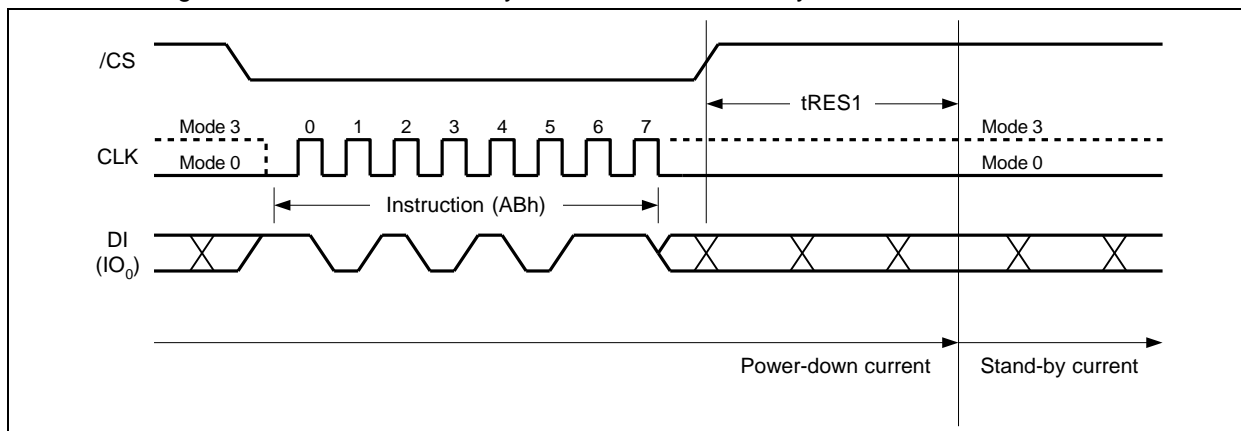 /CS
tRES1
Mode 3 0 1 2 3 4 5 6 7 Mode 3
CLK
Mode 0 Mode 0
Instruction (ABh)
DI
(IO0)
Power-down current Stand-by current